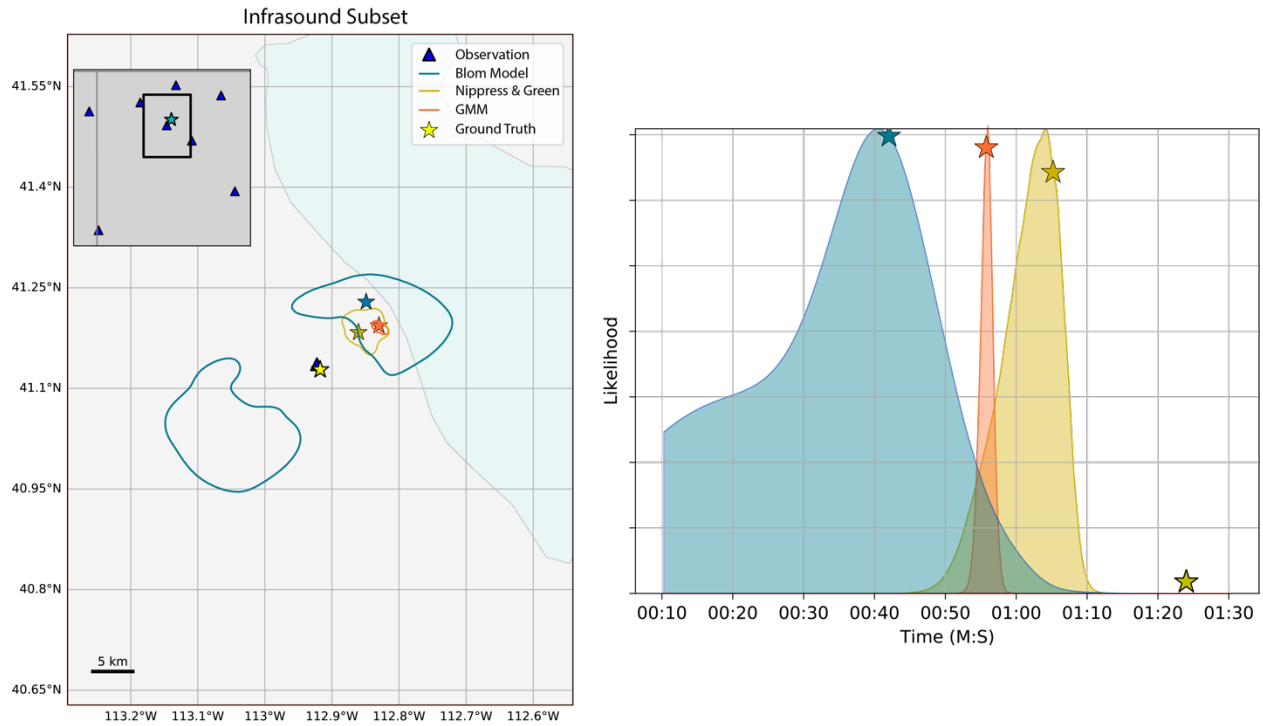 Infrasound Subset
Observation
Blom Model
Nippress & Green
GMM
Ground Truth
41.55°N
41.4°N
41.25°N
41.1°N
40.95°N
40.8°N
40.65°N
5 km
113.2°W 113.1°W 113°W 112.9°W 112.8°W 112.7°W 112.6°W
Likelihood
00:10 00:20 00:30 00:40 00:50 01:00 01:10 01:20 01:30
Time (M:S)